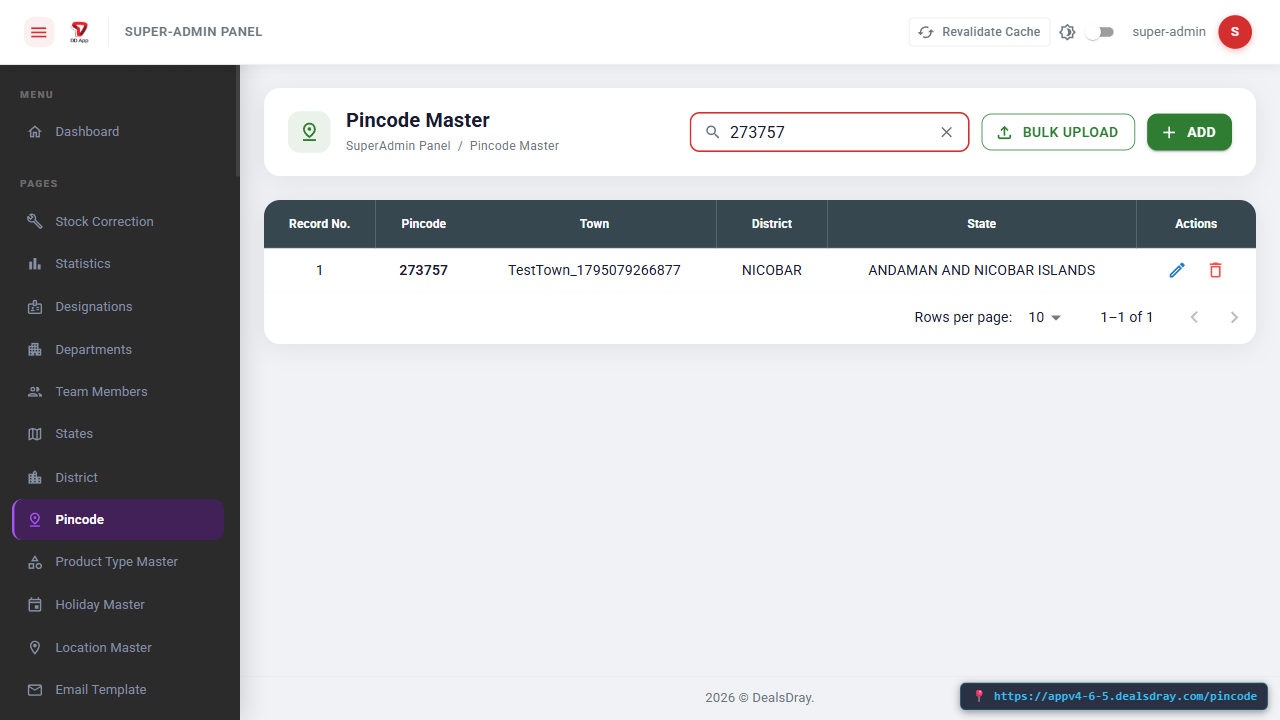 DD App
SUPER-ADMIN PANEL
Revalidate Cache
super-admin
S
MENU
Dashboard
PAGES
Stock Correction
Statistics
Designations
Departments
Team Members
States
District
Pincode
Product Type Master
Holiday Master
Location Master
Email Template
Pincode Master
SuperAdmin Panel / Pincode Master
273757
BULK UPLOAD
ADD
Record No. Pincode Town District State Actions
1 273757 TestTown_1795079266877 NICOBAR ANDAMAN AND NICOBAR ISLANDS
Rows per page: 10 1–1 of 1
2026 © DealsDray.
https://appv4-6-5.dealsdray.com/pincode